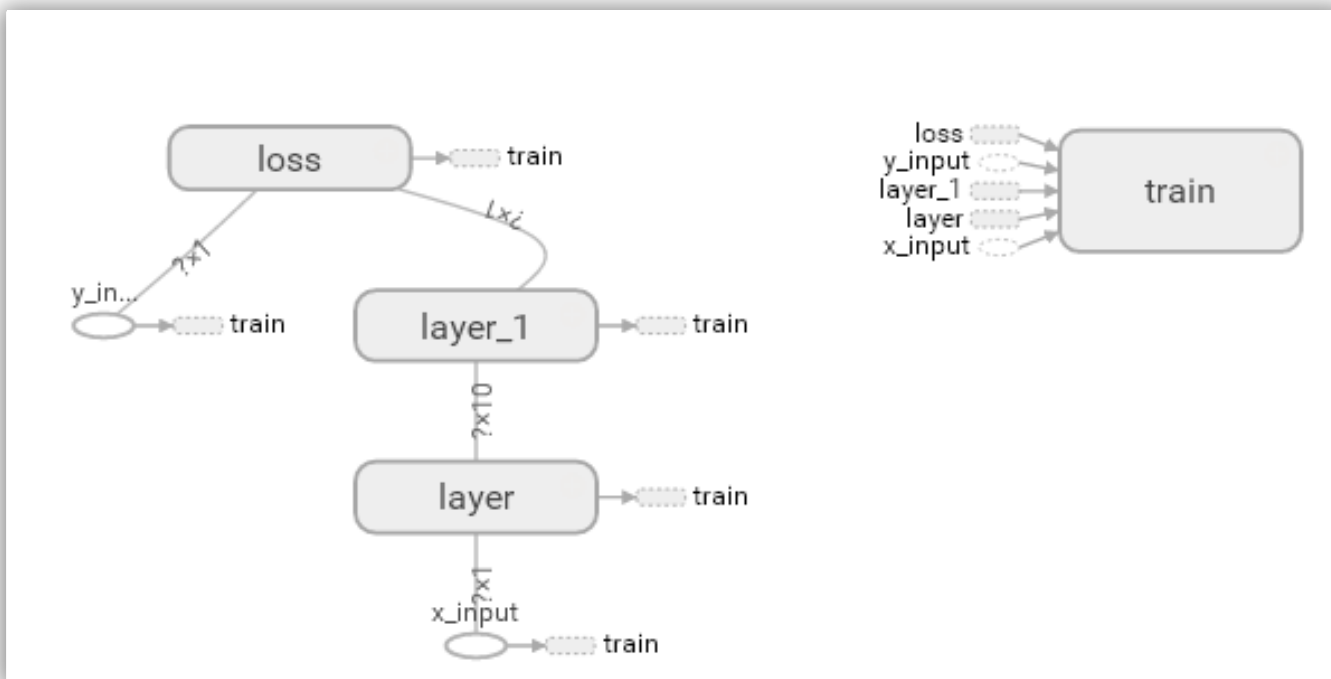 loss
train
?x1
?x1
y_in...
train
layer_1
train
?x10
layer
train
?x1
x_input
train
loss
y_input
layer_1
layer
x_input
train